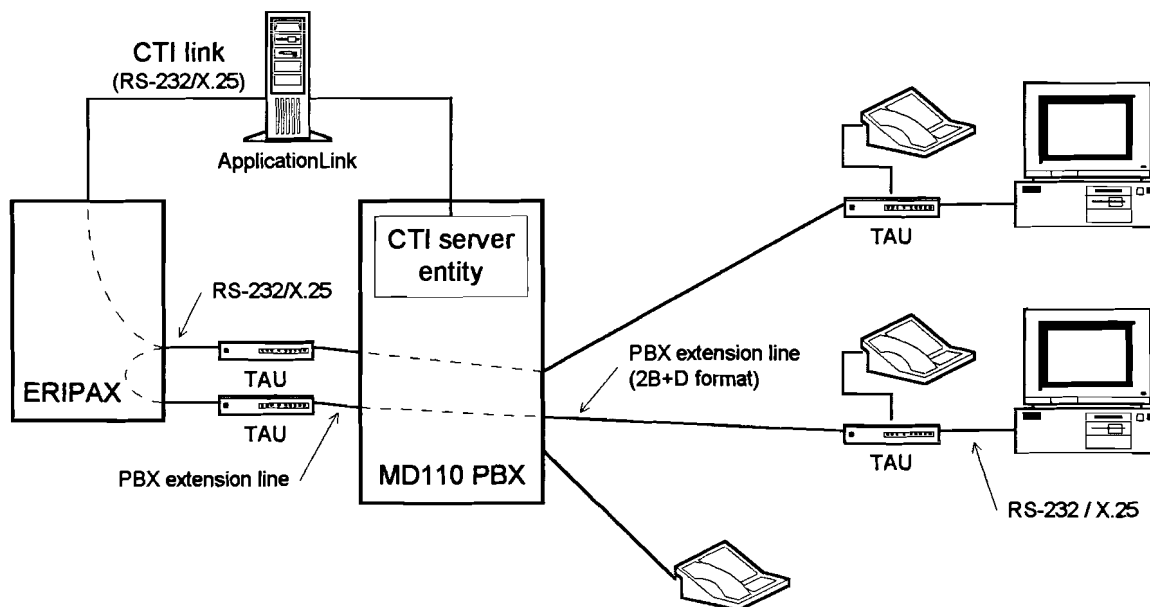 CTI link
(RS-232/X.25)
ApplicationLink
CTI server
entity
TAU
RS-232/X.25
PBX extension line
(2B+D format)
ERIPAX
TAU
TAU
TAU
PBX extension line
MD110 PBX
RS-232 / X.25